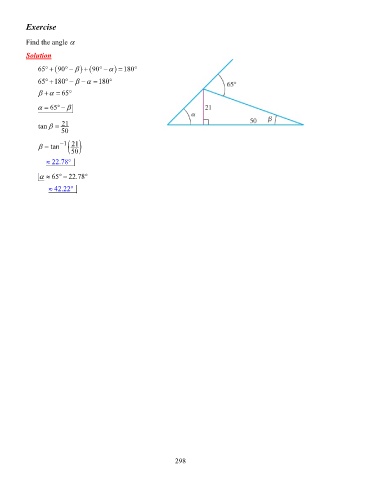 Exercise
Find the angle α
Solution
65° + (90° − β) + (90° − α) = 180°
65° + 180° − β − α = 180°
β + α = 65°
α = 65° − β
tan β = 21/50
β = tan⁻¹(21/50)
≈ 22.78°
α ≈ 65° − 22.78°
≈ 42.22°
65°
21
α
50 β
298